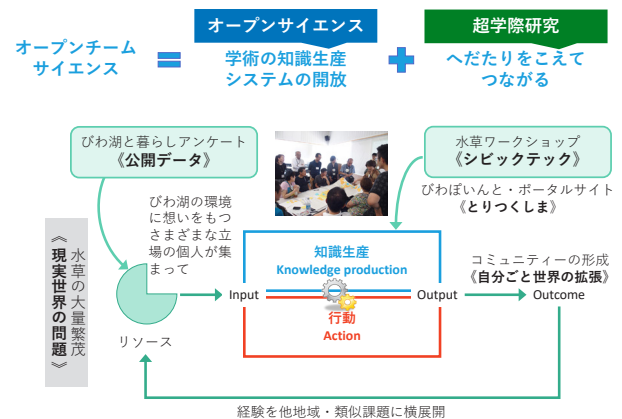 オープンサイエンス
超学際研究
オープンチーム
サイエンス
学術の知識生産
システムの開放
へだたりをこえて
つながる
びわ湖と暮らしアンケート
《公開データ》
水草ワークショップ
《シビックテック》
びわぽいんと・ポータルサイト
《とりつくしま》
びわ湖の環境
に想いをもつ
さまざまな立
場の個人が集
まって
水草の大量繁茂
《現実世界の問題》
知識生産
Knowledge production
コミュニティーの形成
《自分ごと世界の拡張》
Input
Output
Outcome
行動
Action
リソース
経験を他地域・類似課題に横展開